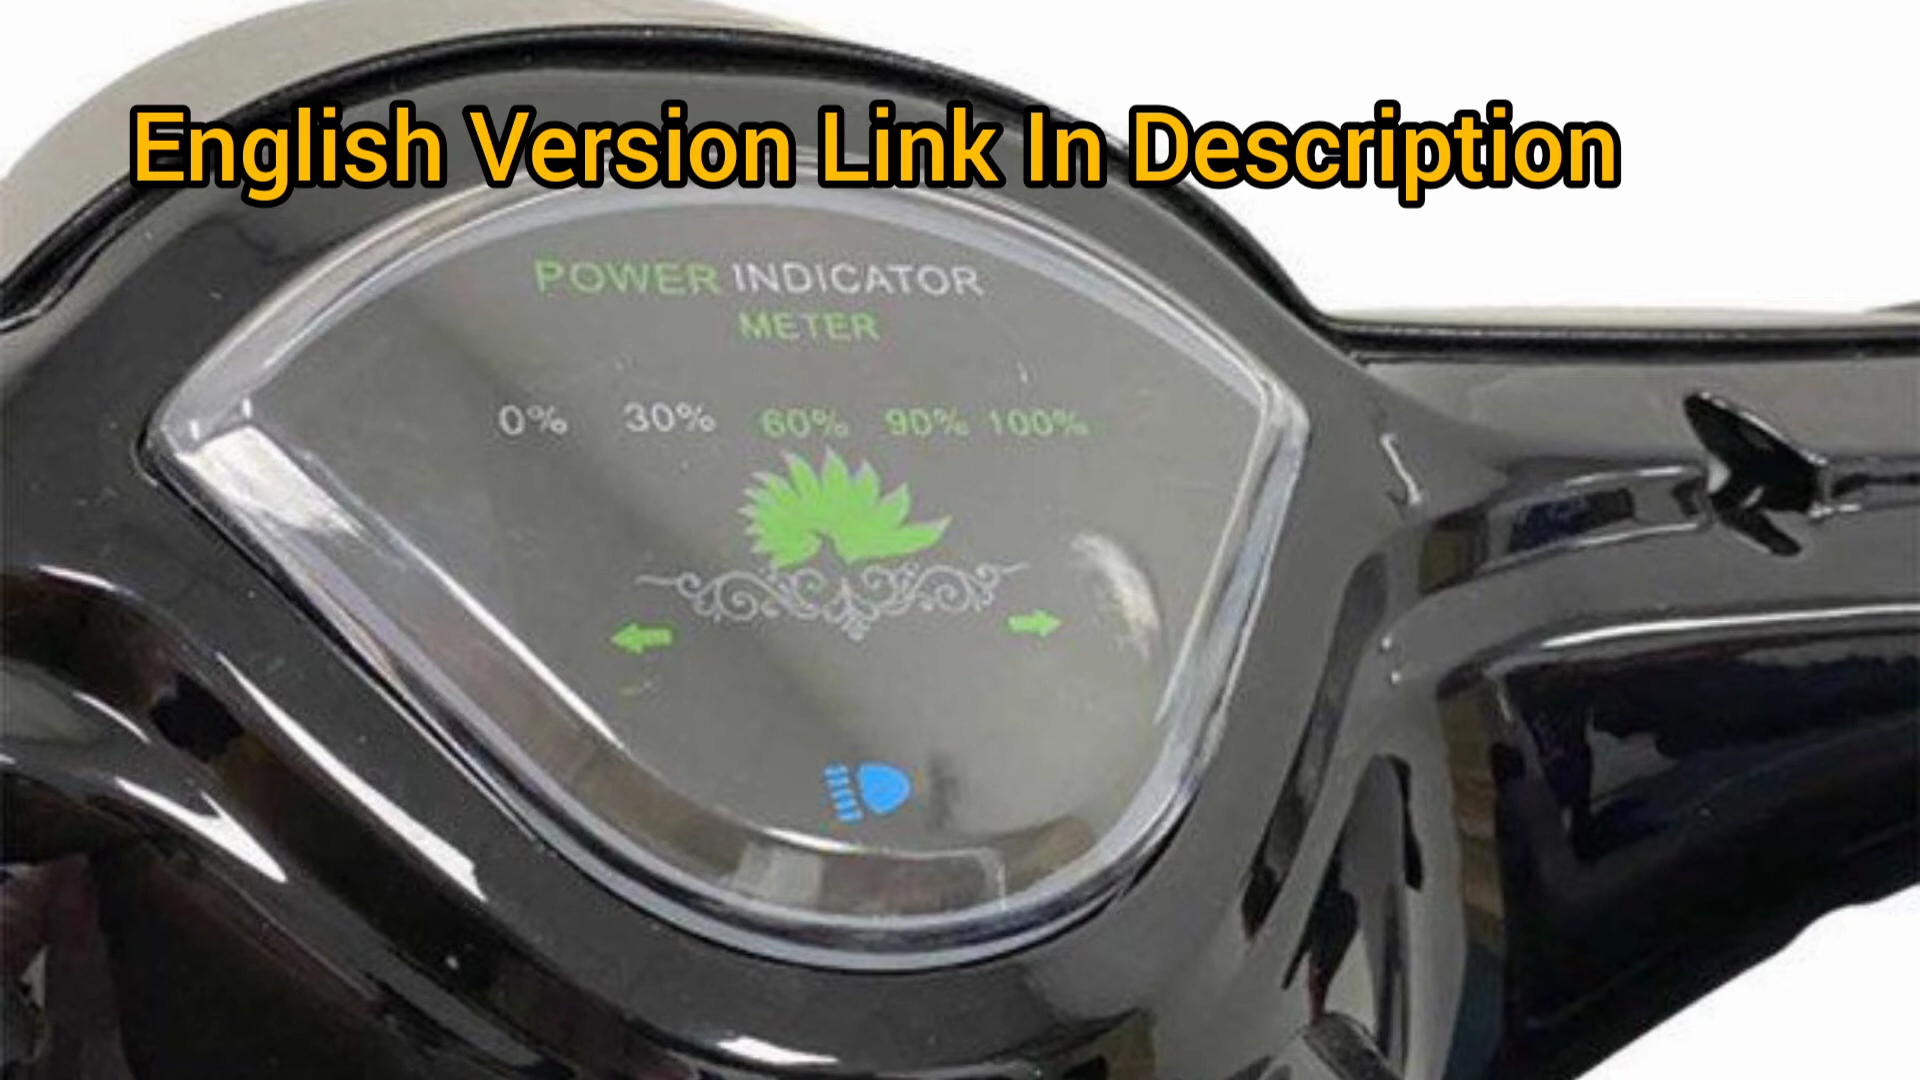 English Version Link In Description
POWER INDICATOR
METER
0% 30% 60% 90% 100%